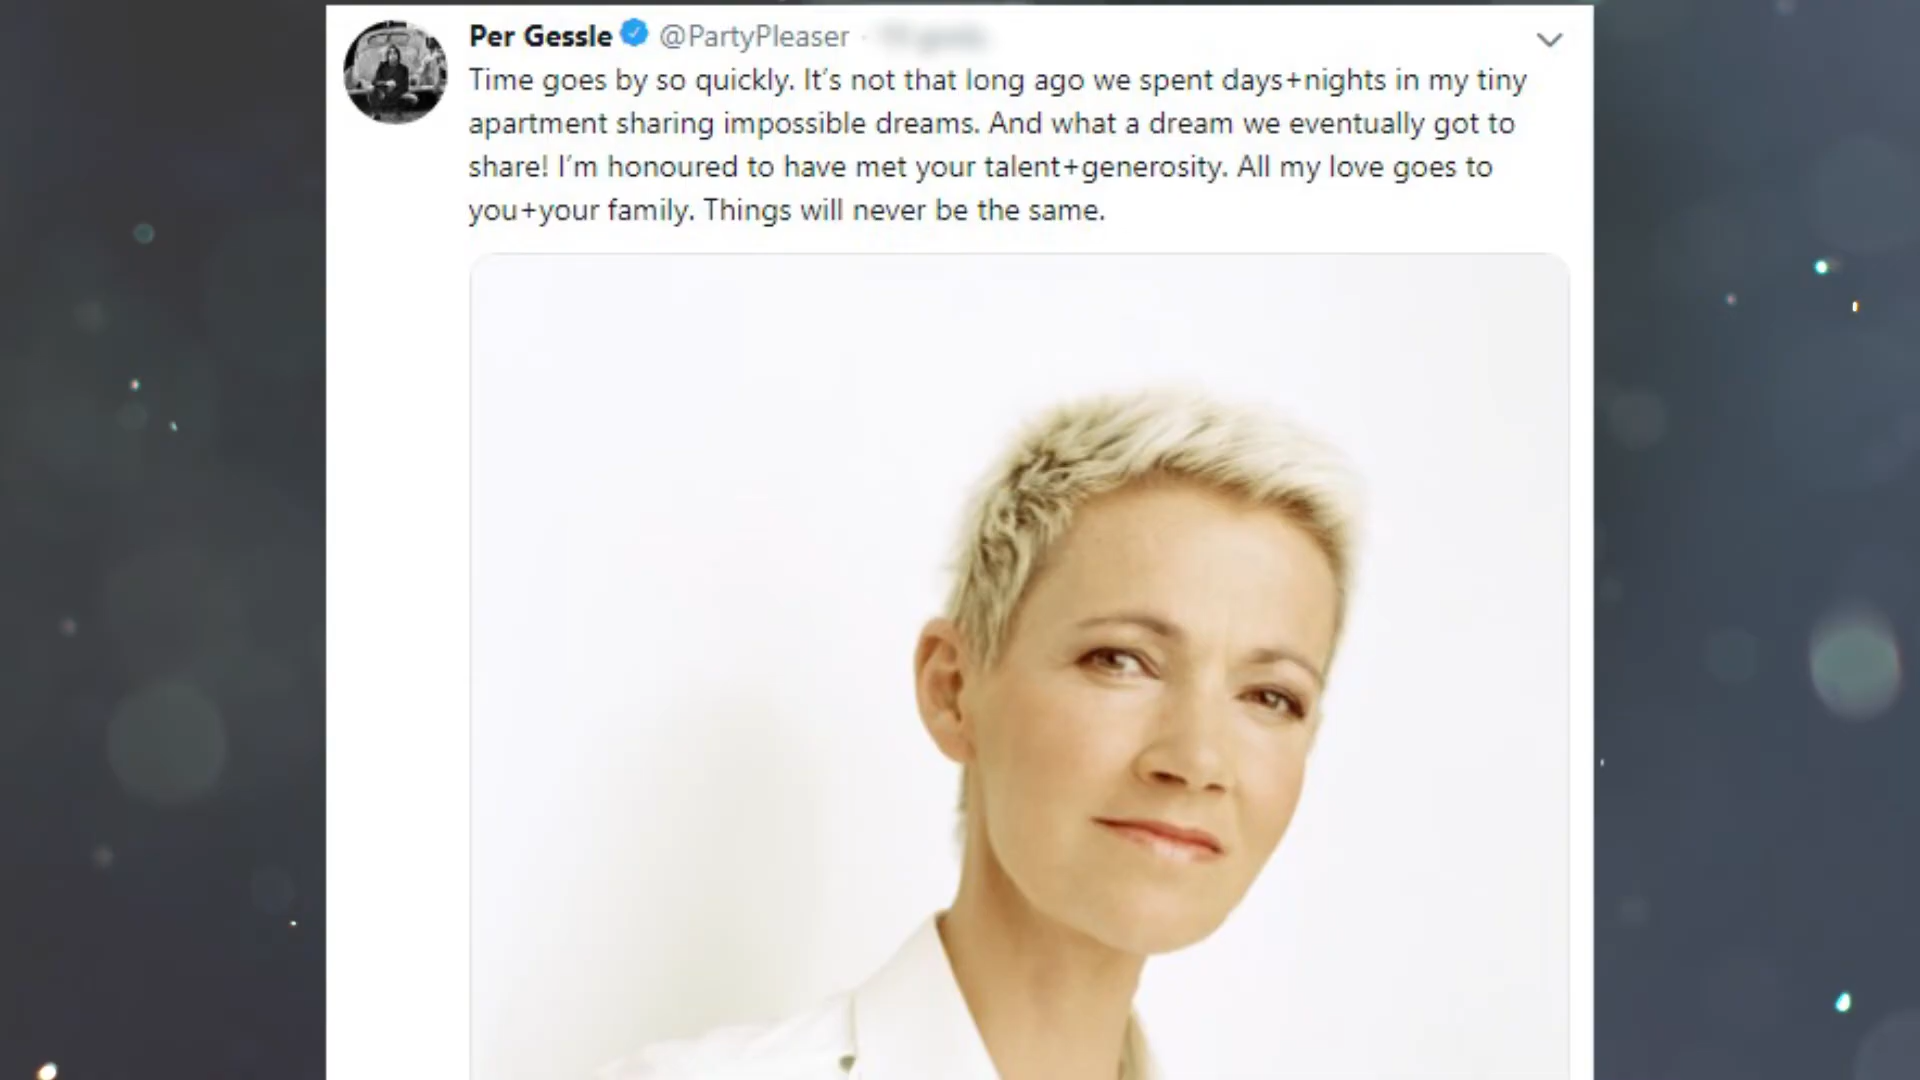 Per Gessle @PartyPleaser ·
Time goes by so quickly. It's not that long ago we spent days+nights in my tiny
apartment sharing impossible dreams. And what a dream we eventually got to
share! I'm honoured to have met your talent+generosity. All my love goes to
you+your family. Things will never be the same.